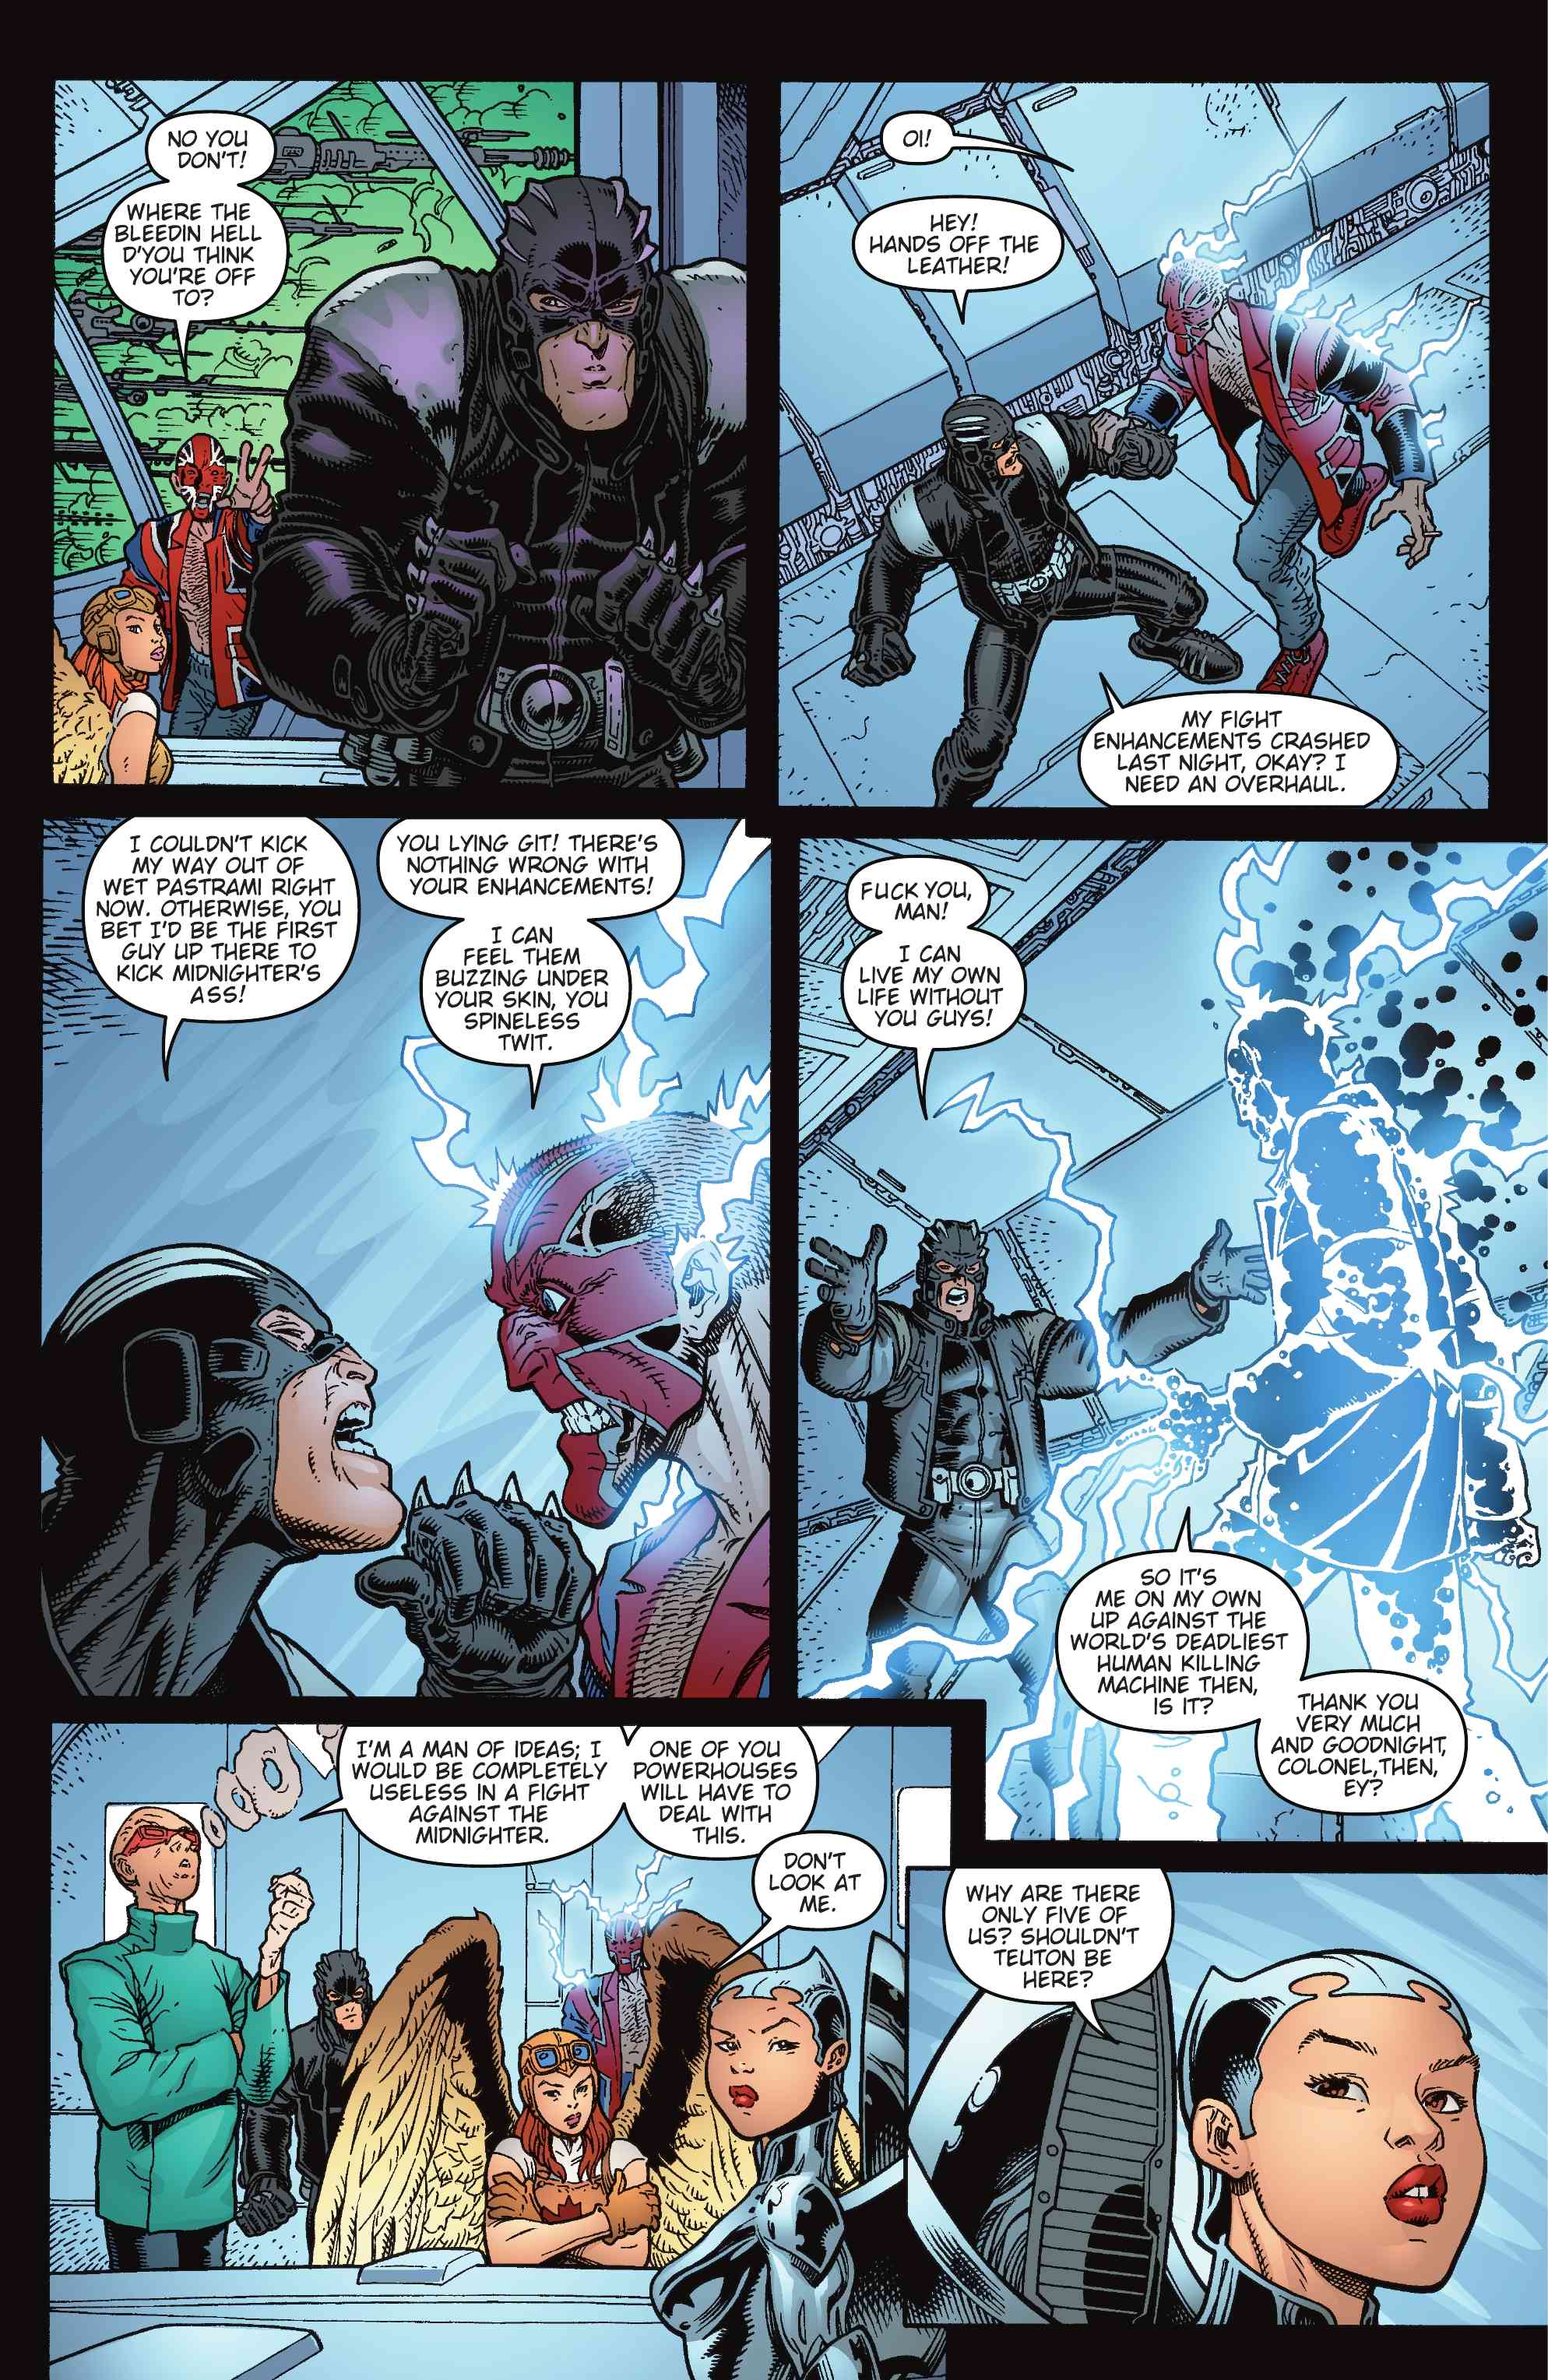 NO YOU
DON'T!
WHERE THE
BLEEDIN HELL
D'YOU THINK
YOU'RE OFF
TO?
OI!
HEY!
HANDS OFF THE
LEATHER!
MY FIGHT
ENHANCEMENTS CRASHED
LAST NIGHT, OKAY? I
NEED AN OVERHAUL.
I COULDN'T KICK
MY WAY OUT OF
WET PASTRAMI RIGHT
NOW. OTHERWISE, YOU
BET I'D BE THE FIRST
GUY UP THERE TO
KICK MIDNIGHTER'S
ASS!
YOU LYING GIT! THERE'S
NOTHING WRONG WITH
YOUR ENHANCEMENTS!
I CAN
FEEL THEM
BUZZING UNDER
YOUR SKIN, YOU
SPINELESS
TWIT.
FUCK YOU,
MAN!
I CAN
LIVE MY OWN
LIFE WITHOUT
YOU GUYS!
SO IT'S
ME ON MY OWN
UP AGAINST THE
WORLD'S DEADLIEST
HUMAN KILLING
MACHINE THEN,
IS IT?
THANK YOU
VERY MUCH
AND GOODNIGHT,
COLONEL, THEN,
EY?
I'M A MAN OF IDEAS; I
WOULD BE COMPLETELY
USELESS IN A FIGHT
AGAINST THE
MIDNIGHTER.
ONE OF YOU
POWERHOUSES
WILL HAVE TO
DEAL WITH
THIS.
DON'T
LOOK AT
ME.
WHY ARE THERE
ONLY FIVE OF
US? SHOULDN'T
TEUTON BE
HERE?